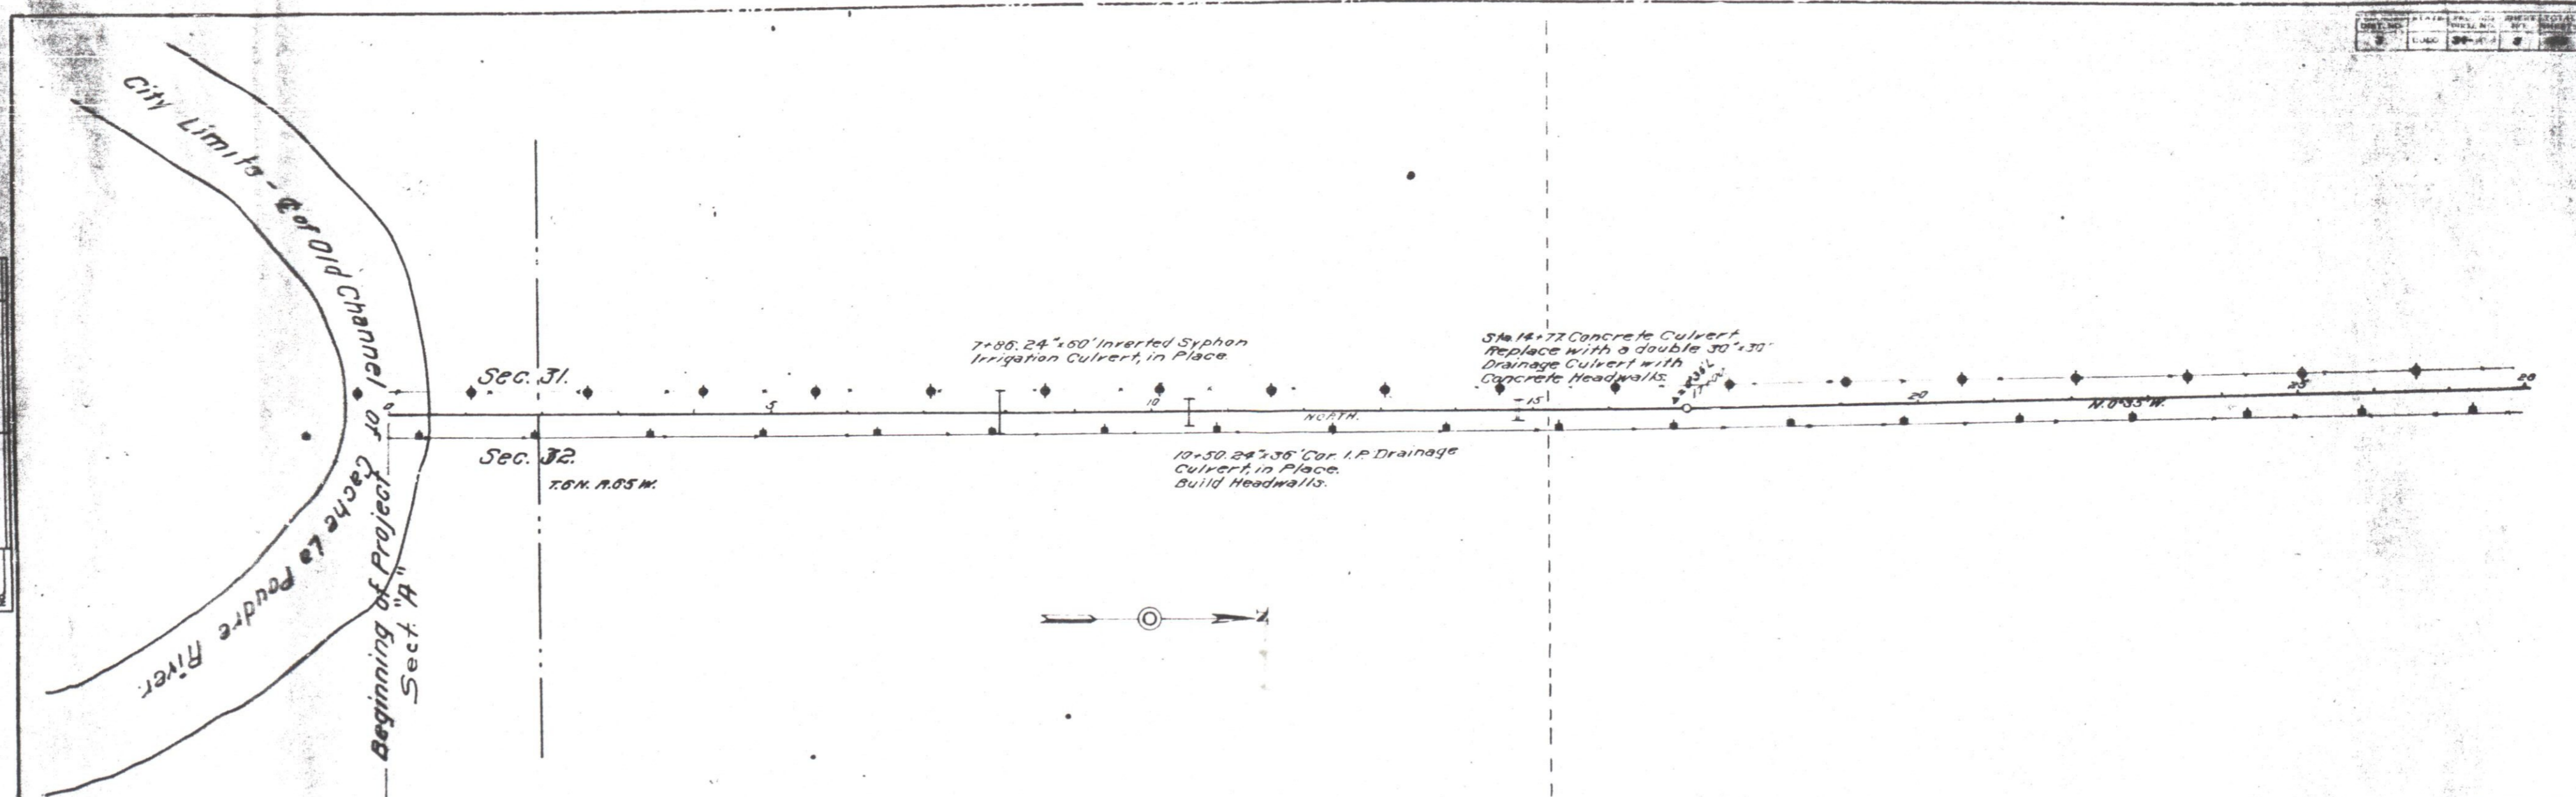 City Limits - ℄ of Old Channel of Cache La Poudre River.
Beginning of Project
Sect. "A"
Sec. 31.
Sec. 32.
T.6N. R.65W.
7+86. 24"x60' Inverted Syphon
Irrigation Culvert, in Place.
10+50. 24"x36' Cor. I.P. Drainage
Culvert, in Place.
Build Headwalls.
Sta. 14+77. Concrete Culvert
Replace with a double 30"x30'
Drainage Culvert with
Concrete Headwalls.
0
5
10
NORTH.
15
20
N.0°35'W.
25
28
N